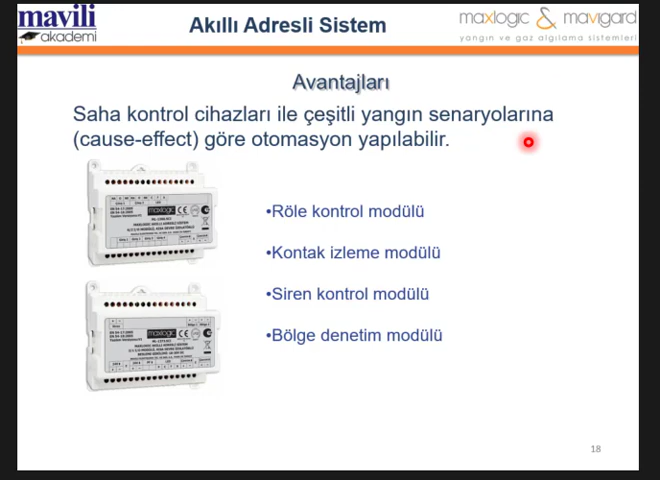 mavili
akademi
Akıllı Adresli Sistem
maxlogic & mavigard
yangın ve gaz algılama sistemleri
Avantajları
Saha kontrol cihazları ile çeşitli yangın senaryolarına
(cause-effect) göre otomasyon yapılabilir.
maxlogic
•Röle kontrol modülü
•Kontak izleme modülü
•Siren kontrol modülü
maxlogic
•Bölge denetim modülü
18